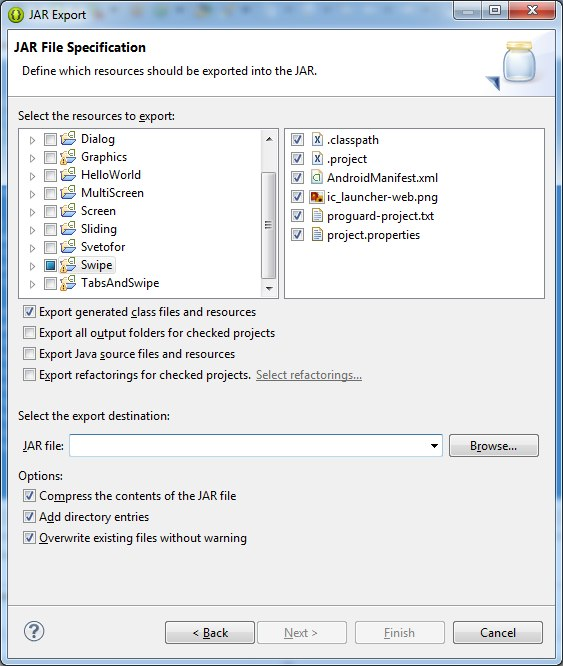 JAR Export
JAR File Specification
Define which resources should be exported into the JAR.
Select the resources to export:
Dialog
Graphics
HelloWorld
MultiScreen
Screen
Sliding
Svetofor
Swipe
TabsAndSwipe
.classpath
.project
AndroidManifest.xml
ic_launcher-web.png
proguard-project.txt
project.properties
Export generated class files and resources
Export all output folders for checked projects
Export Java source files and resources
Export refactorings for checked projects. Select refactorings...
Select the export destination:
JAR file: Browse...
Options:
Compress the contents of the JAR file
Add directory entries
Overwrite existing files without warning
? < Back Next > Finish Cancel